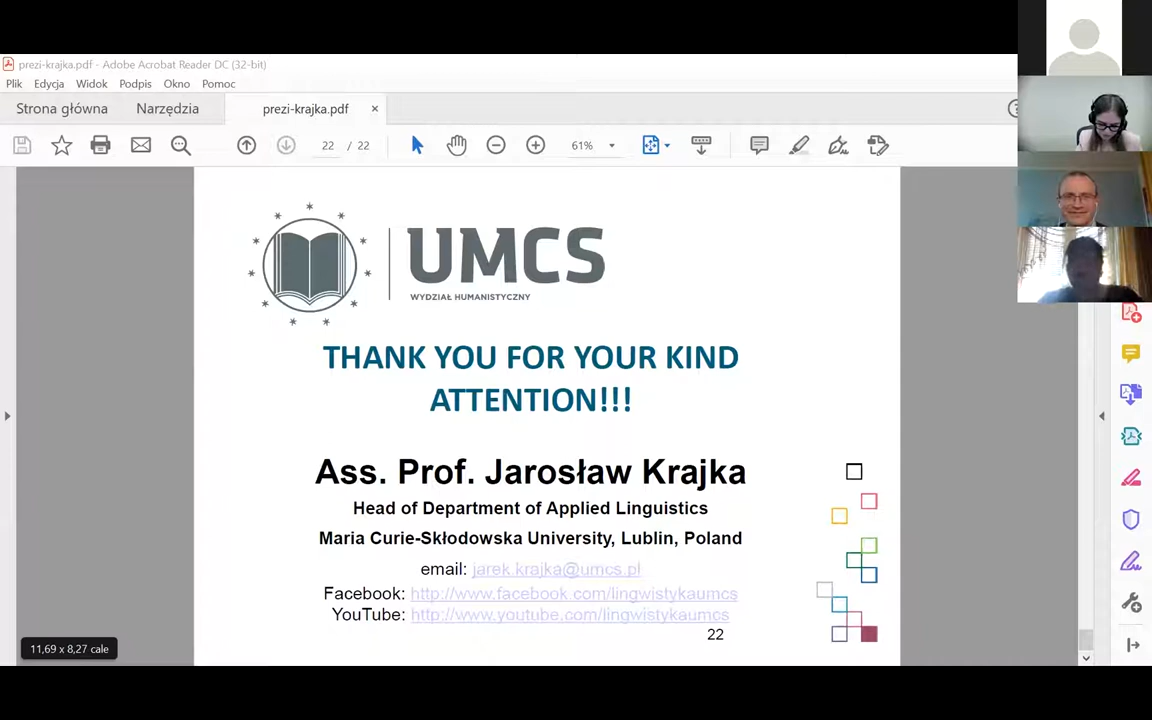 prezi-krajka.pdf - Adobe Acrobat Reader DC (32-bit)
Plik Edycja Widok Podpis Okno Pomoc
Strona główna Narzędzia prezi-krajka.pdf ×
22 / 22 61%
UMCS
WYDZIAŁ HUMANISTYCZNY
THANK YOU FOR YOUR KIND
ATTENTION!!!
Ass. Prof. Jarosław Krajka
Head of Department of Applied Linguistics
Maria Curie-Skłodowska University, Lublin, Poland
email: jarek.krajka@umcs.pl
Facebook: http://www.facebook.com/lingwistykaumcs
YouTube: http://www.youtube.com/lingwistykaumcs
22
11,69 x 8,27 cale